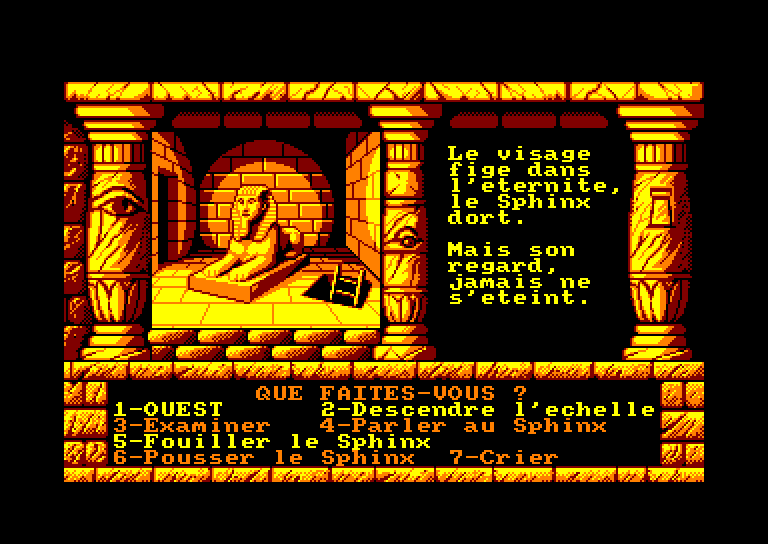 Le visage
fige dans
l'eternite,
le Sphinx
dort.
Mais son
regard,
jamais ne
s'eteint.
QUE FAITES-VOUS ?
1-OUEST 2-Descendre l'echelle
3-Examiner 4-Parler au Sphinx
5-Fouiller le Sphinx
6-Pousser le Sphinx 7-Crier